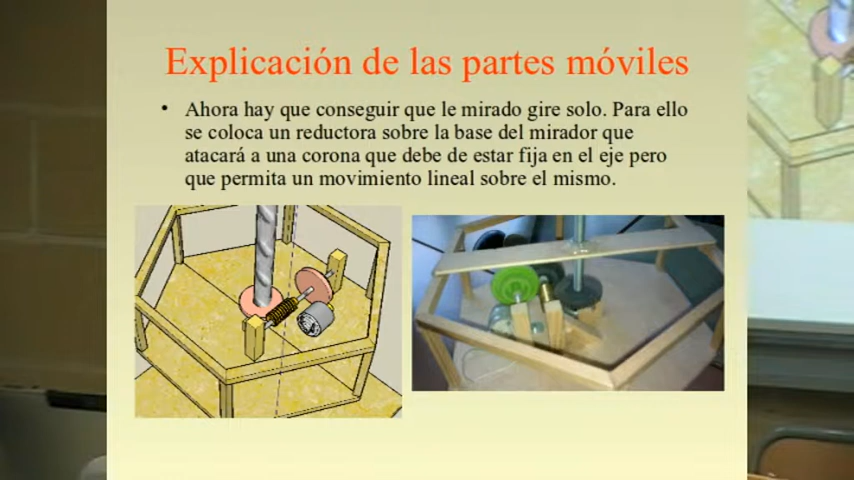 Explicación de las partes móviles
• Ahora hay que conseguir que le mirado gire solo. Para ello
se coloca un reductora sobre la base del mirador que
atacará a una corona que debe de estar fija en el eje pero
que permita un movimiento lineal sobre el mismo.